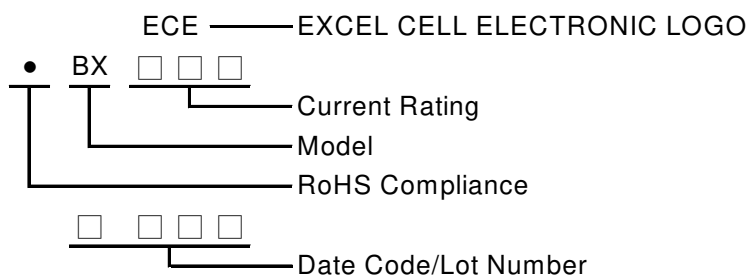 ECE EXCEL CELL ELECTRONIC LOGO
• BX □ □ □
Current Rating
Model
RoHS Compliance
□ □ □ □
Date Code/Lot Number